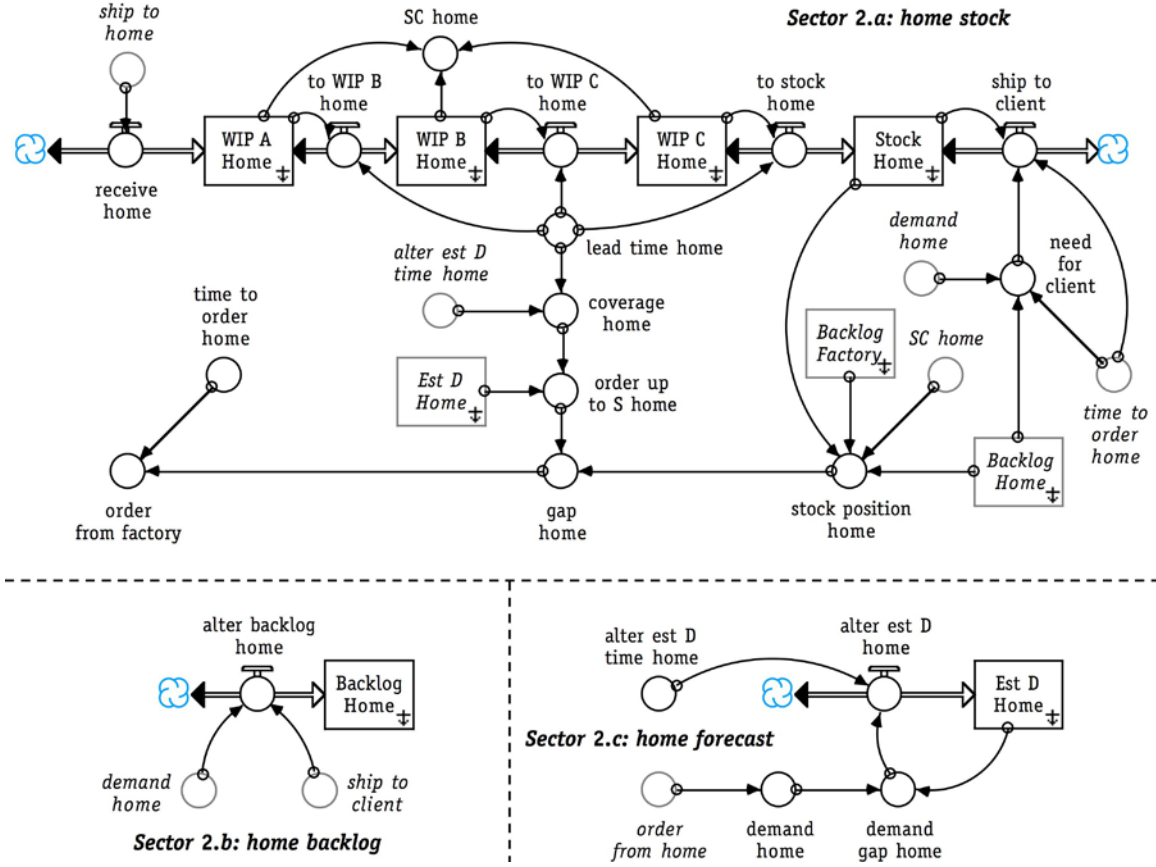 ship to
home
SC home
Sector 2.a: home stock
to WIP B
home
to WIP C
home
to stock
home
ship to
client
WIP A
Home
WIP B
Home
WIP C
Home
Stock
Home
receive
home
lead time home
demand
home
need
for
client
alter est D
time home
coverage
home
time to
order
home
Backlog
Factory
SC home
Est D
Home
order up
to S home
time to
order
home
Backlog
Home
order
from factory
gap
home
stock position
home
alter backlog
home
Backlog
Home
demand
home
ship to
client
Sector 2.b: home backlog
alter est D
time home
alter est D
home
Est D
Home
Sector 2.c: home forecast
order
from home
demand
home
demand
gap home